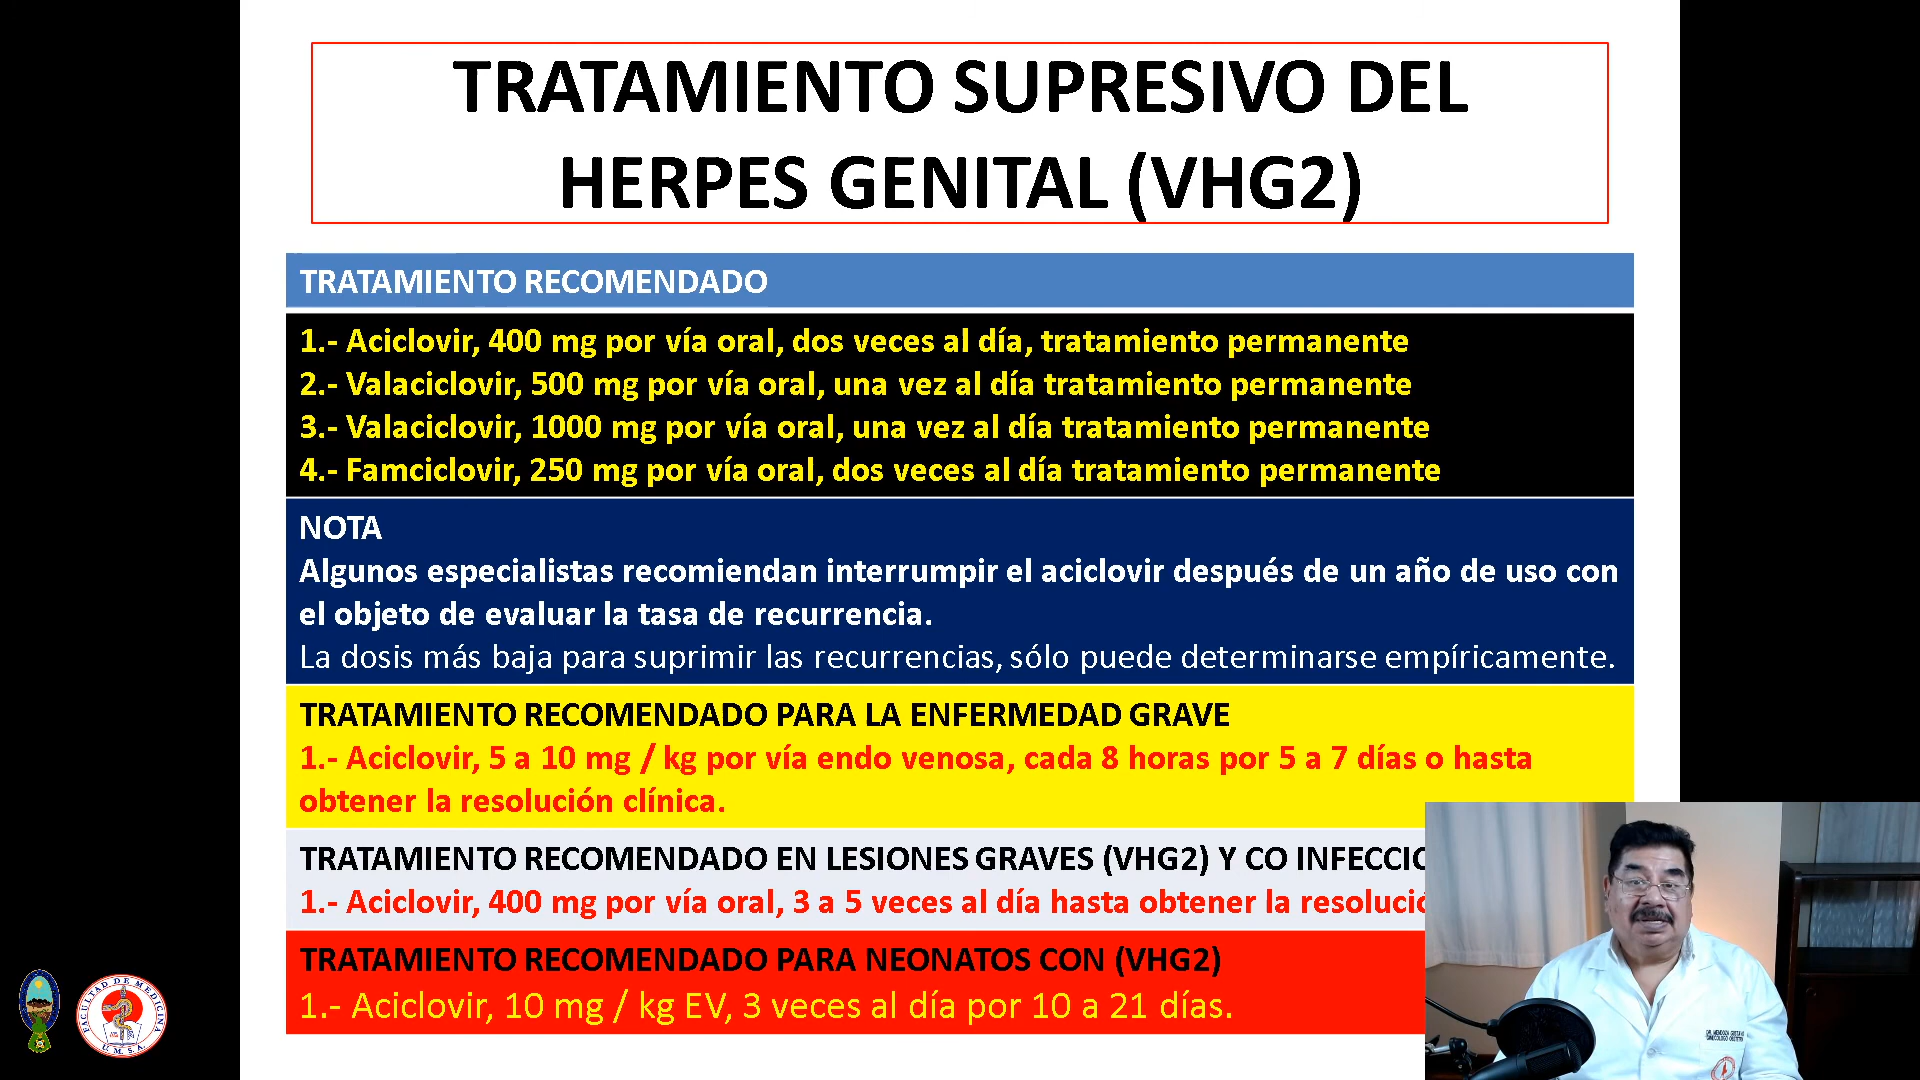 TRATAMIENTO SUPRESIVO DEL
HERPES GENITAL (VHG2)
TRATAMIENTO RECOMENDADO
1.- Aciclovir, 400 mg por vía oral, dos veces al día, tratamiento permanente
2.- Valaciclovir, 500 mg por vía oral, una vez al día tratamiento permanente
3.- Valaciclovir, 1000 mg por vía oral, una vez al día tratamiento permanente
4.- Famciclovir, 250 mg por vía oral, dos veces al día tratamiento permanente
NOTA
Algunos especialistas recomiendan interrumpir el aciclovir después de un año de uso con
el objeto de evaluar la tasa de recurrencia.
La dosis más baja para suprimir las recurrencias, sólo puede determinarse empíricamente.
TRATAMIENTO RECOMENDADO PARA LA ENFERMEDAD GRAVE
1.- Aciclovir, 5 a 10 mg / kg por vía endo venosa, cada 8 horas por 5 a 7 días o hasta
obtener la resolución clínica.
TRATAMIENTO RECOMENDADO EN LESIONES GRAVES (VHG2) Y CO
1.- Aciclovir, 400 mg por vía oral, 3 a 5 veces al día hasta obtener la
TRATAMIENTO RECOMENDADO PARA NEONATOS CON (VHG2)
1.- Aciclovir, 10 mg / kg EV, 3 veces al día por 10 a 21 días.
FACULTAD DE MEDICINA
U.M.S.A.
DR. MENDOZA